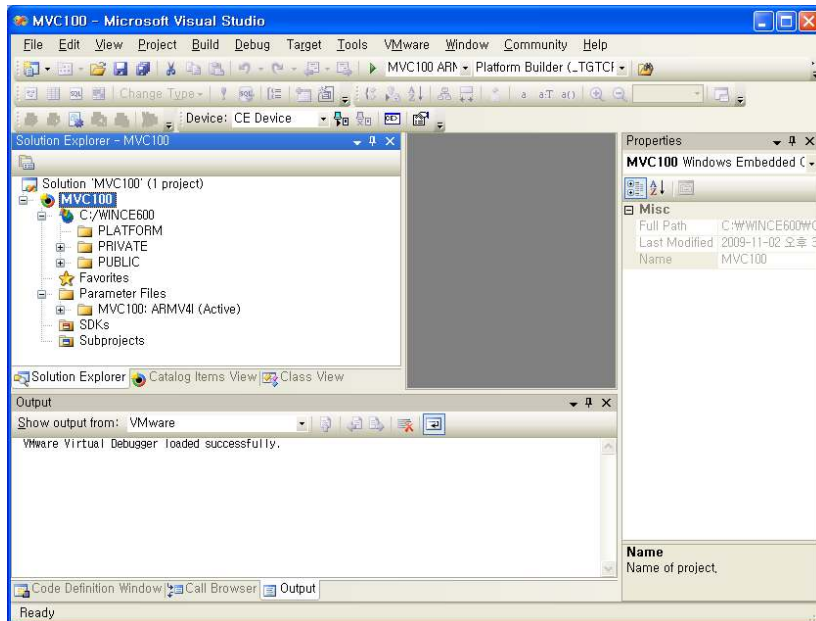 MVC100 - Microsoft Visual Studio
File Edit View Project Build Debug Target Tools VMware Window Community Help
MVC100 ARM Platform Builder (_TGTCI
Change Type
a a.T a()
Device: CE Device
Solution Explorer - MVC100
Solution 'MVC100' (1 project)
MVC100
C:/WINCE600
PLATFORM
PRIVATE
PUBLIC
Favorites
Parameter Files
MVC100: ARMV4I (Active)
SDKs
Subprojects
Solution Explorer Catalog Items View Class View
Properties
MVC100 Windows Embedded
Misc
Full Path C:₩WINCE600₩
Last Modified 2009-11-02 오후
Name MVC100
Output
Show output from: VMware
VMware Virtual Debugger loaded successfully.
Name
Name of project.
Code Definition Window Call Browser Output
Ready